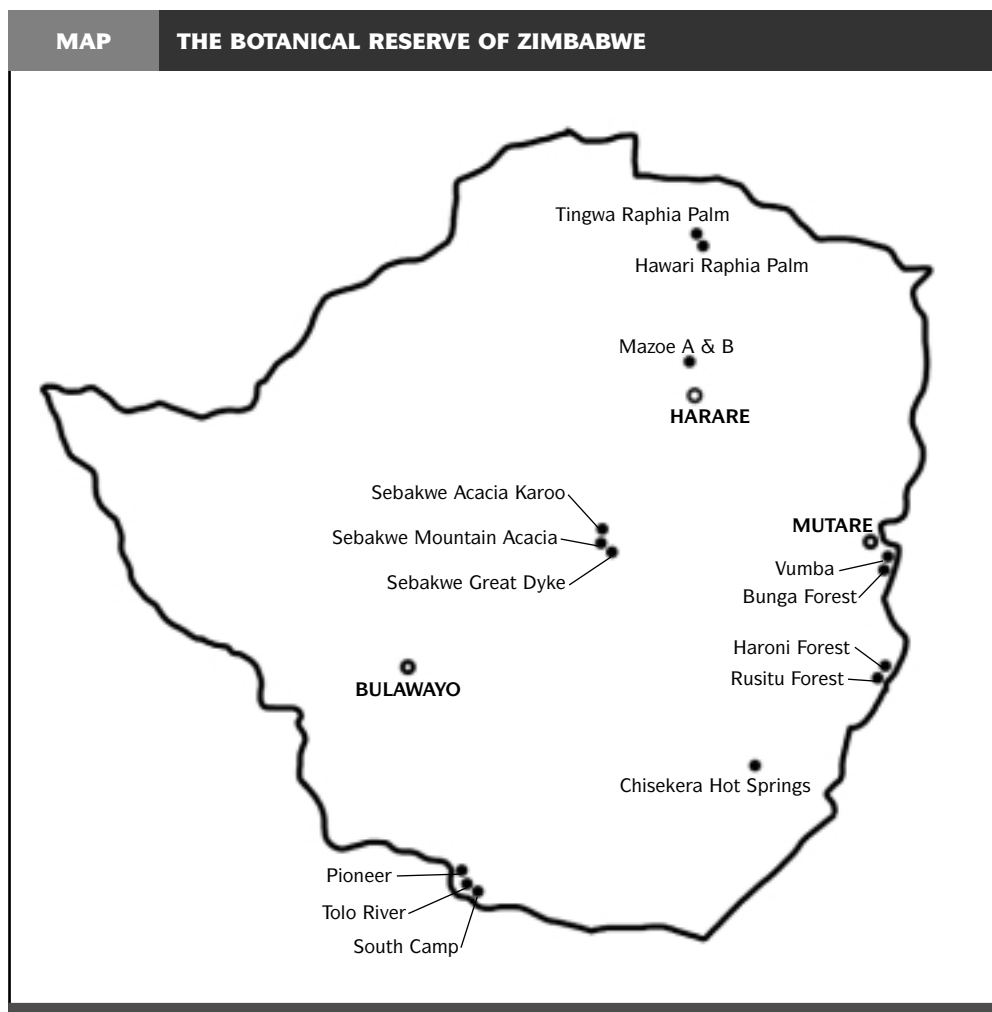 MAP
THE BOTANICAL RESERVE OF ZIMBABWE
Tingwa Raphia Palm
Hawari Raphia Palm
Mazoe A & B
HARARE
Sebakwe Acacia Karoo
Sebakwe Mountain Acacia
Sebakwe Great Dyke
MUTARE
Vumba
Bunga Forest
Haroni Forest
Rusitu Forest
BULAWAYO
Chisekera Hot Springs
Pioneer
Tolo River
South Camp